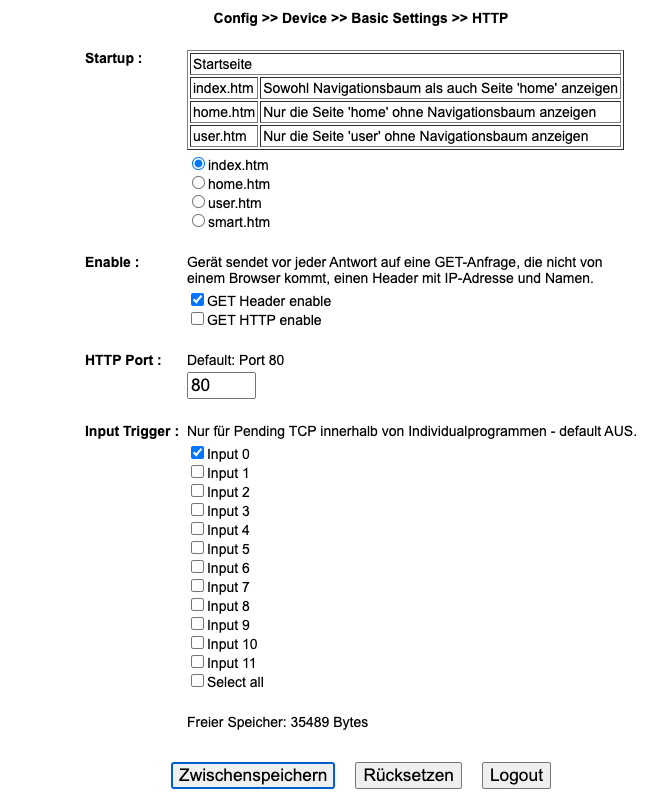 Config >> Device >> Basic Settings >> HTTP
Startup :
Startseite
index.htm Sowohl Navigationsbaum als auch Seite 'home' anzeigen
home.htm Nur die Seite 'home' ohne Navigationsbaum anzeigen
user.htm Nur die Seite 'user' ohne Navigationsbaum anzeigen
index.htm
home.htm
user.htm
smart.htm
Enable : Gerät sendet vor jeder Antwort auf eine GET-Anfrage, die nicht von
einem Browser kommt, einen Header mit IP-Adresse und Namen.
GET Header enable
GET HTTP enable
HTTP Port : Default: Port 80
80
Input Trigger : Nur für Pending TCP innerhalb von Individualprogrammen - default AUS.
Input 0
Input 1
Input 2
Input 3
Input 4
Input 5
Input 6
Input 7
Input 8
Input 9
Input 10
Input 11
Select all
Freier Speicher: 35489 Bytes
Zwischenspeichern Rücksetzen Logout